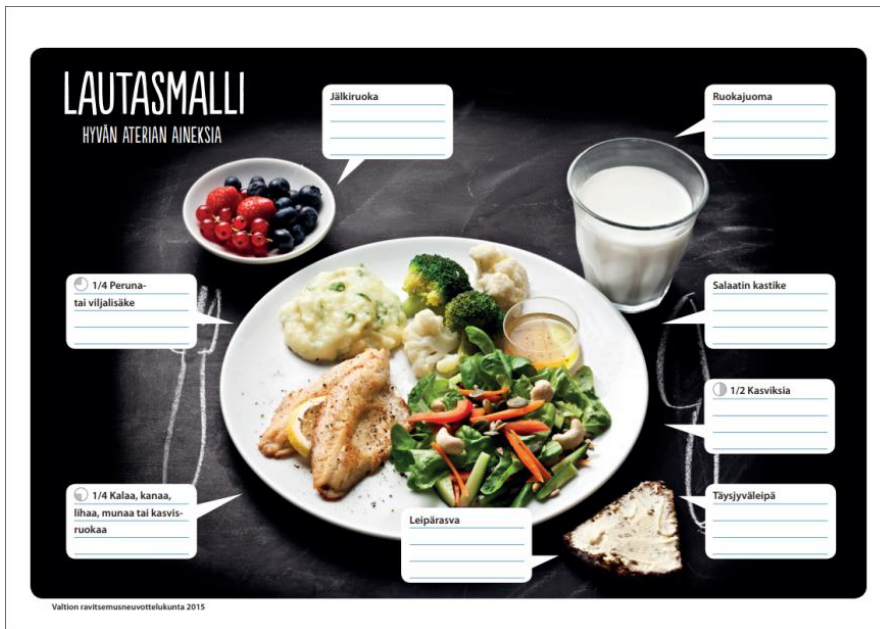 LAUTASMALLI
HYVÄN ATERIAN AINEKSIA
Jälkiruoka
Ruokajuoma
1/4 Peruna-
tai viljalisäke
Salaatin kastike
1/2 Kasviksia
1/4 Kalaa, kanaa,
lihaa, munaa tai kasvis-
ruokaa
Leipärasva
Täysjyväleipä
Valtion ravitsemusneuvottelukunta 2015